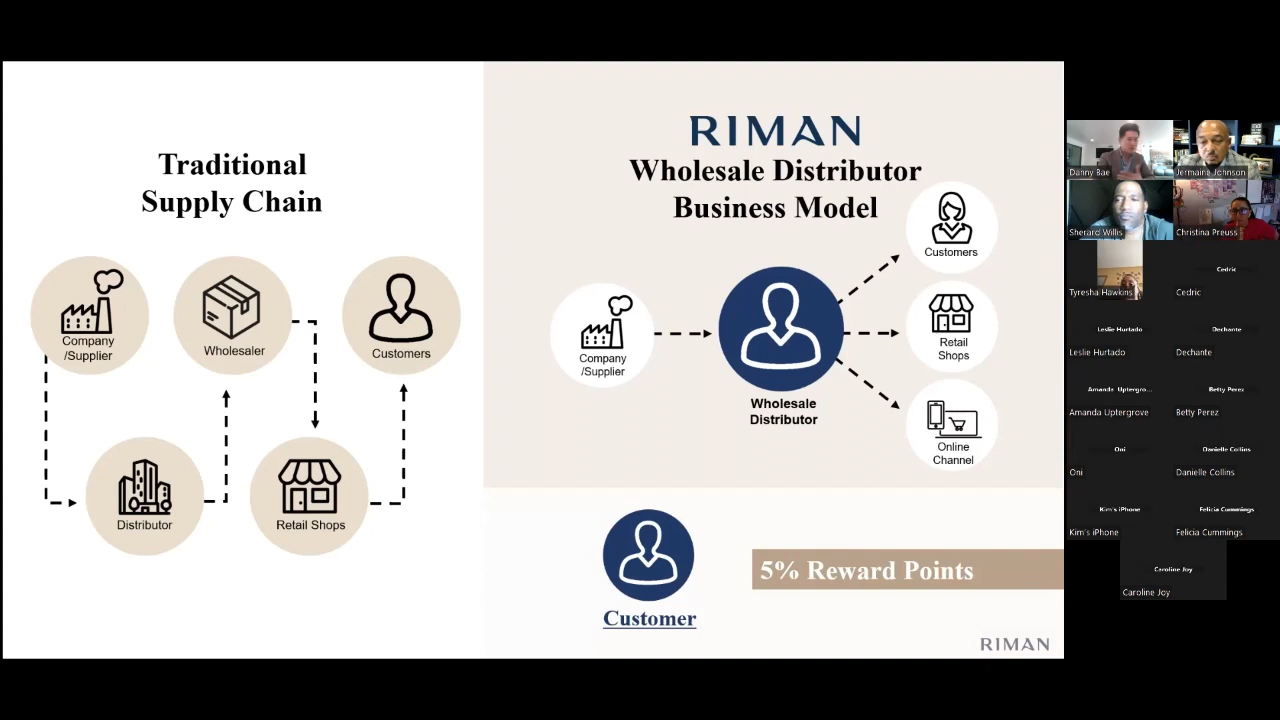 Traditional
Supply Chain
Company
/Supplier
Wholesaler
Customers
Distributor
Retail Shops
RIMAN
Wholesale Distributor
Business Model
Company
/Supplier
Wholesale
Distributor
Customers
Retail
Shops
Online
Channel
Customer
5% Reward Points
RIMAN
Danny Bae
Jermaine Johnson
Sherard Willis
Christina Preuss
Tyresha Hawkins
Cedric
Cedric
Leslie Hurtado
Dechante
Leslie Hurtado
Dechante
Amanda Uptergro...
Betty Perez
Amanda Uptergrove
Betty Perez
Oni
Danielle Collins
Oni
Danielle Collins
Kim's iPhone
Felicia Cummings
Kim's iPhone
Felicia Cummings
Caroline Joy
Caroline Joy